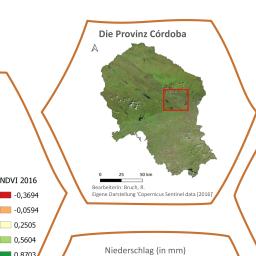 Die Provinz Córdoba
0 25 50 km
Bearbeiterin: Bruch, R.
Eigene Darstellung 'Copernicus Sentinel data [2016]'
NDVI 2016
-0,3694
-0,0594
0,2505
0,5604
0,8703
Niederschlag (in mm)